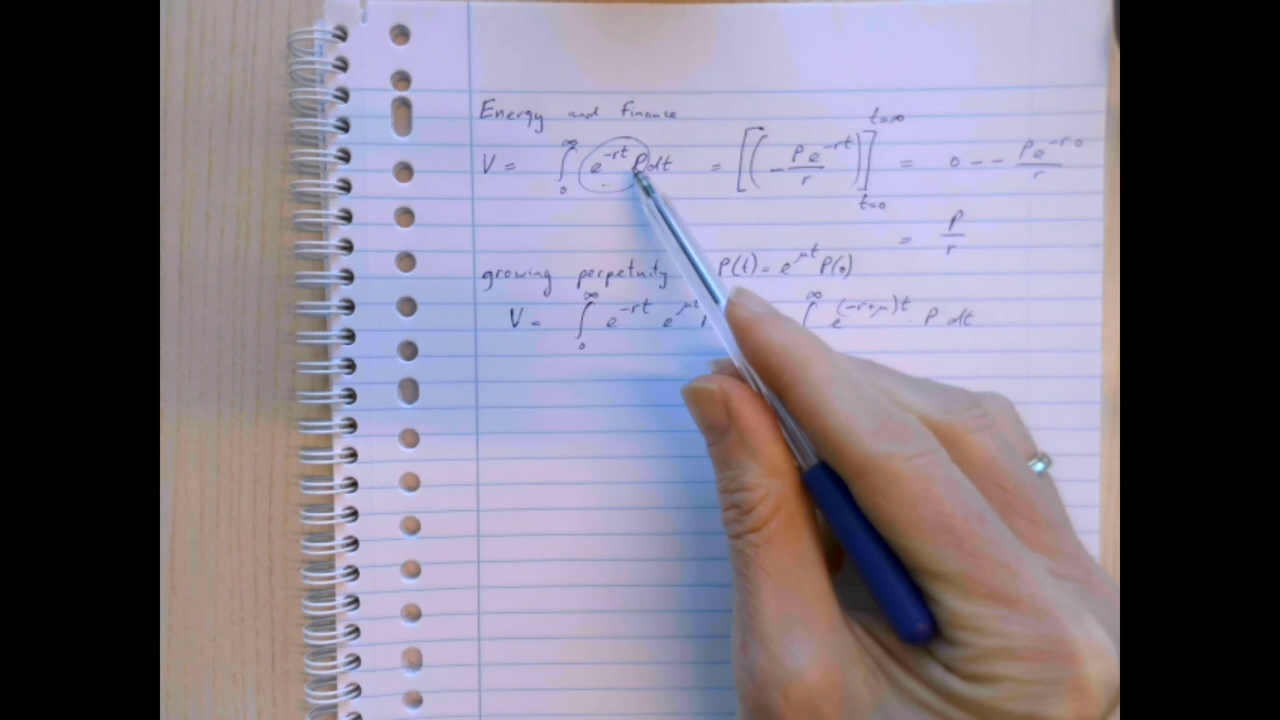 Energy and Finance
V = ∫₀^∞ e^{-rt} P dt = [(-Pe^{-rt}/r)]_{t=0}^{t=∞} = 0 - - Pe^{-r·0}/r
= P/r
growing perpetuity P(t) = e^{μt} P(0)
V = ∫₀^∞ e^{-rt} e^{μt} ∫^∞ e^{(-r+μ)t} · P dt